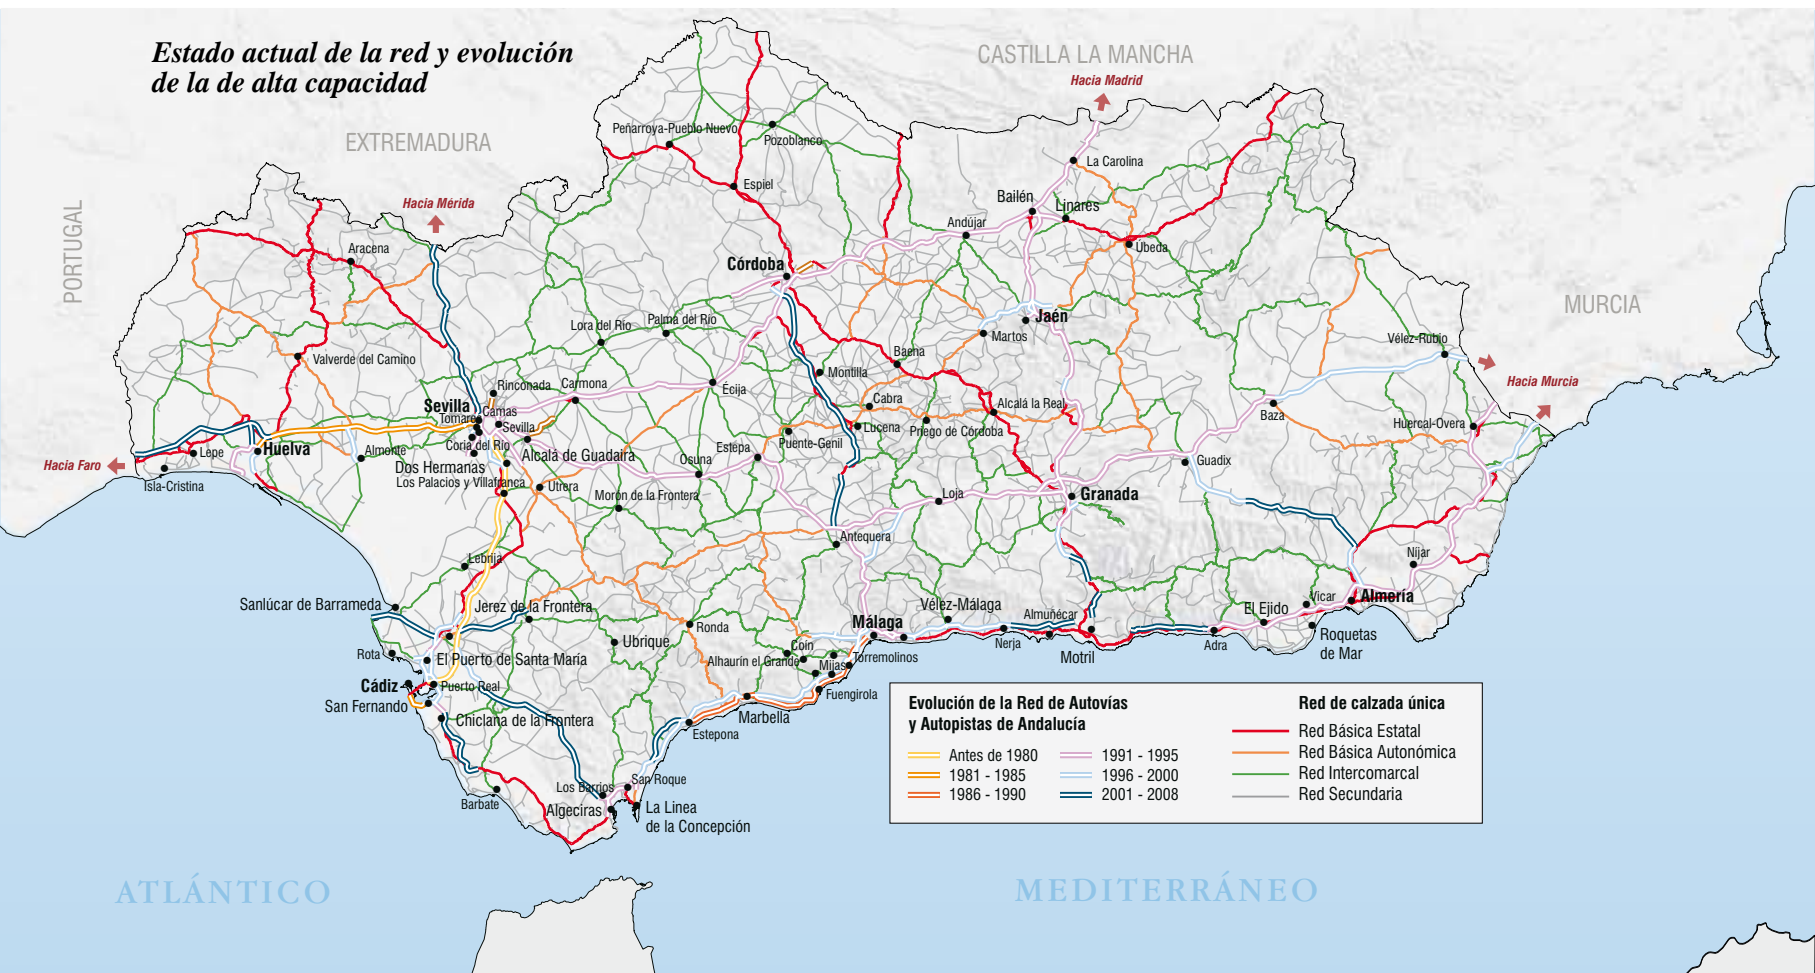 Estado actual de la red y evolución
de la de alta capacidad
CASTILLA LA MANCHA
Hacia Madrid
EXTREMADURA
Hacia Mérida
PORTUGAL
MURCIA
Hacia Murcia
Hacia Faro
Peñarroya-Pueblo Nuevo
Pozoblanco
Espiel
La Carolina
Bailén
Linares
Andújar
Úbeda
Aracena
Córdoba
Jaén
Martos
Lora del Río
Palma del Río
Vélez-Rubio
Valverde del Camino
Baena
Montilla
Rinconada
Carmona
Écija
Cabra
Alcalá la Real
Baza
Sevilla
Camas
Tomares
Sevilla
Lucena
Priego de Córdoba
Huercal-Overa
Puente-Genil
Coria del Río
Huelva
Lepe
Almonte
Alcalá de Guadaira
Estepa
Osuna
Guadix
Dos Hermanas
Los Palacios y Villafranca
Isla-Cristina
Utrera
Morón de la Frontera
Loja
Granada
Antequera
Lebrija
Níjar
Sanlúcar de Barrameda
Jerez de la Frontera
Vélez-Málaga
Almuñécar
El Ejido
Vicar
Almería
Málaga
Ronda
Ubrique
Nerja
Motril
Adra
Roquetas
de Mar
Rota
El Puerto de Santa María
Coín
Alhaurín el Grande
Mijas
Torremolinos
Fuengirola
Cádiz
Puerto Real
San Fernando
Chiclana de la Frontera
Marbella
Estepona
San Roque
Los Barrios
Barbate
Algeciras
La Linea
de la Concepción
Evolución de la Red de Autovías
y Autopistas de Andalucía
Antes de 1980
1981 - 1985
1986 - 1990
1991 - 1995
1996 - 2000
2001 - 2008
Red de calzada única
Red Básica Estatal
Red Básica Autonómica
Red Intercomarcal
Red Secundaria
ATLÁNTICO
MEDITERRÁNEO